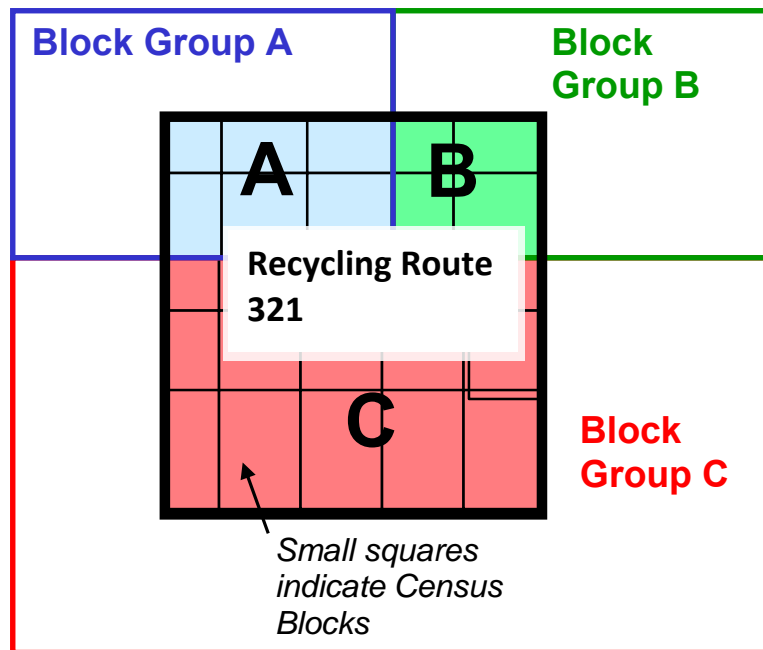 Block Group A
Block
Group B
A
B
Recycling Route
321
C
Block
Group C
Small squares
indicate Census
Blocks